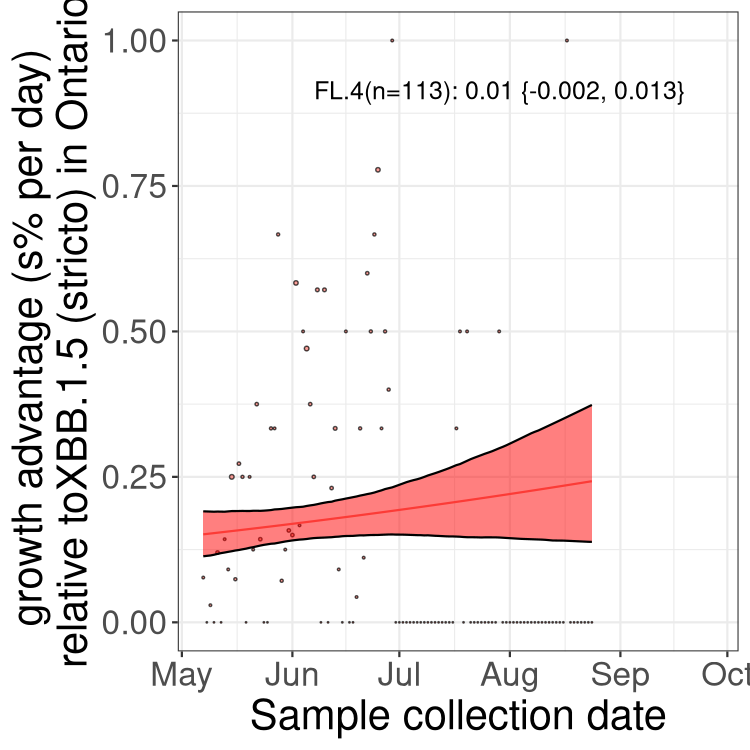 growth advantage (s% per day)
relative toXBB.1.5 (stricto) in Ontario
1.00
0.75
0.50
0.25
0.00
FL.4(n=113): 0.01 {-0.002, 0.013}
May Jun Jul Aug Sep Oct
Sample collection date